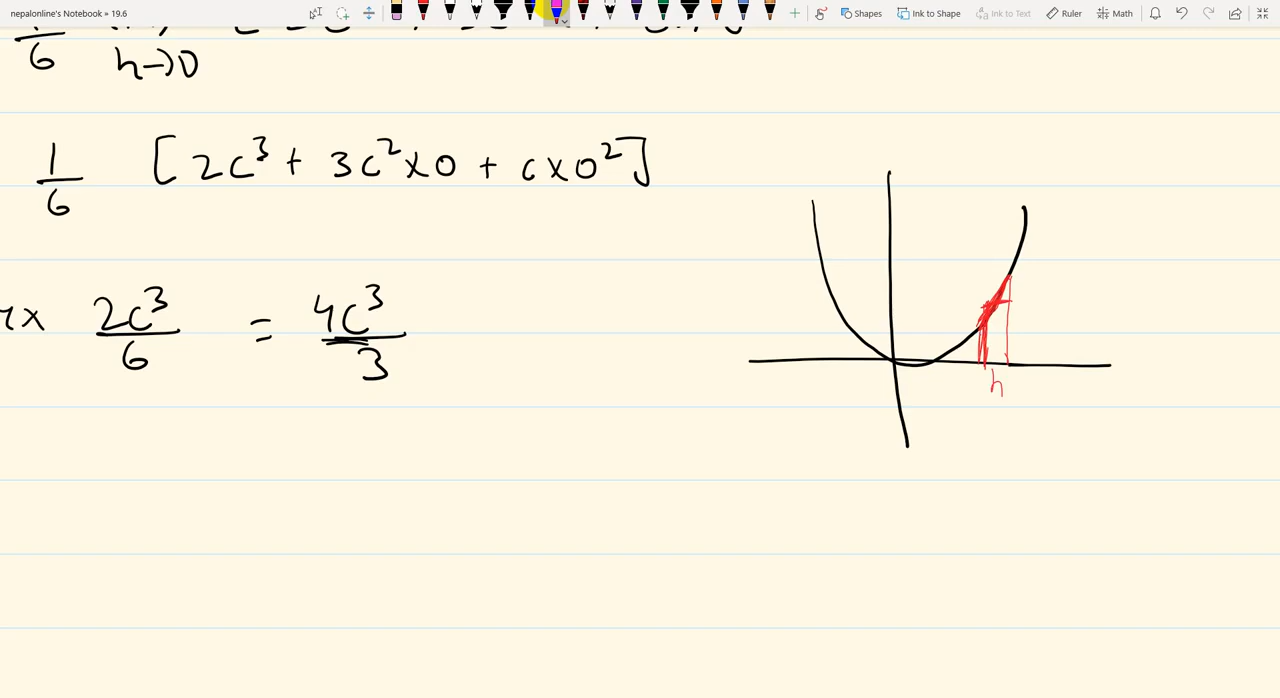 nepalonline's Notebook » 19.6
Shapes Ink to Shape Ink to Text Ruler Math
6 h→0
1/6 [2c³ + 3c²×0 + c×0²]
× 2c³/6 = 4c³/3
h